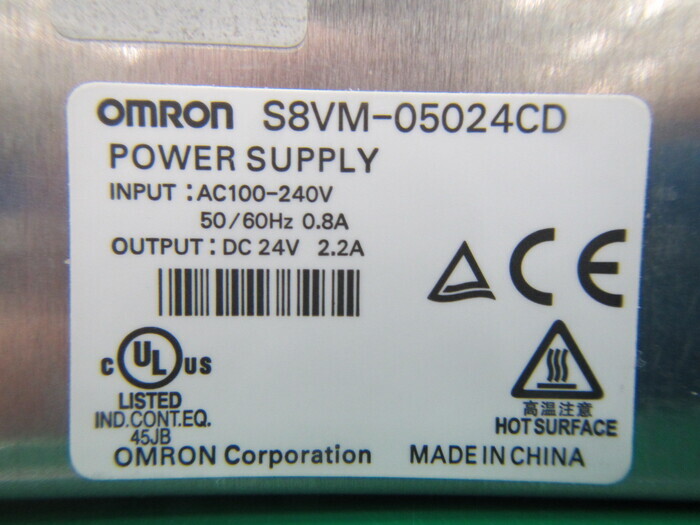 OMRON S8VM-05024CD
POWER SUPPLY
INPUT : AC100-240V
50/60Hz 0.8A
OUTPUT : DC 24V 2.2A
CE
C UL US
LISTED
IND.CONT.EQ.
45JB
高温注意
HOT SURFACE
OMRON Corporation MADE IN CHINA